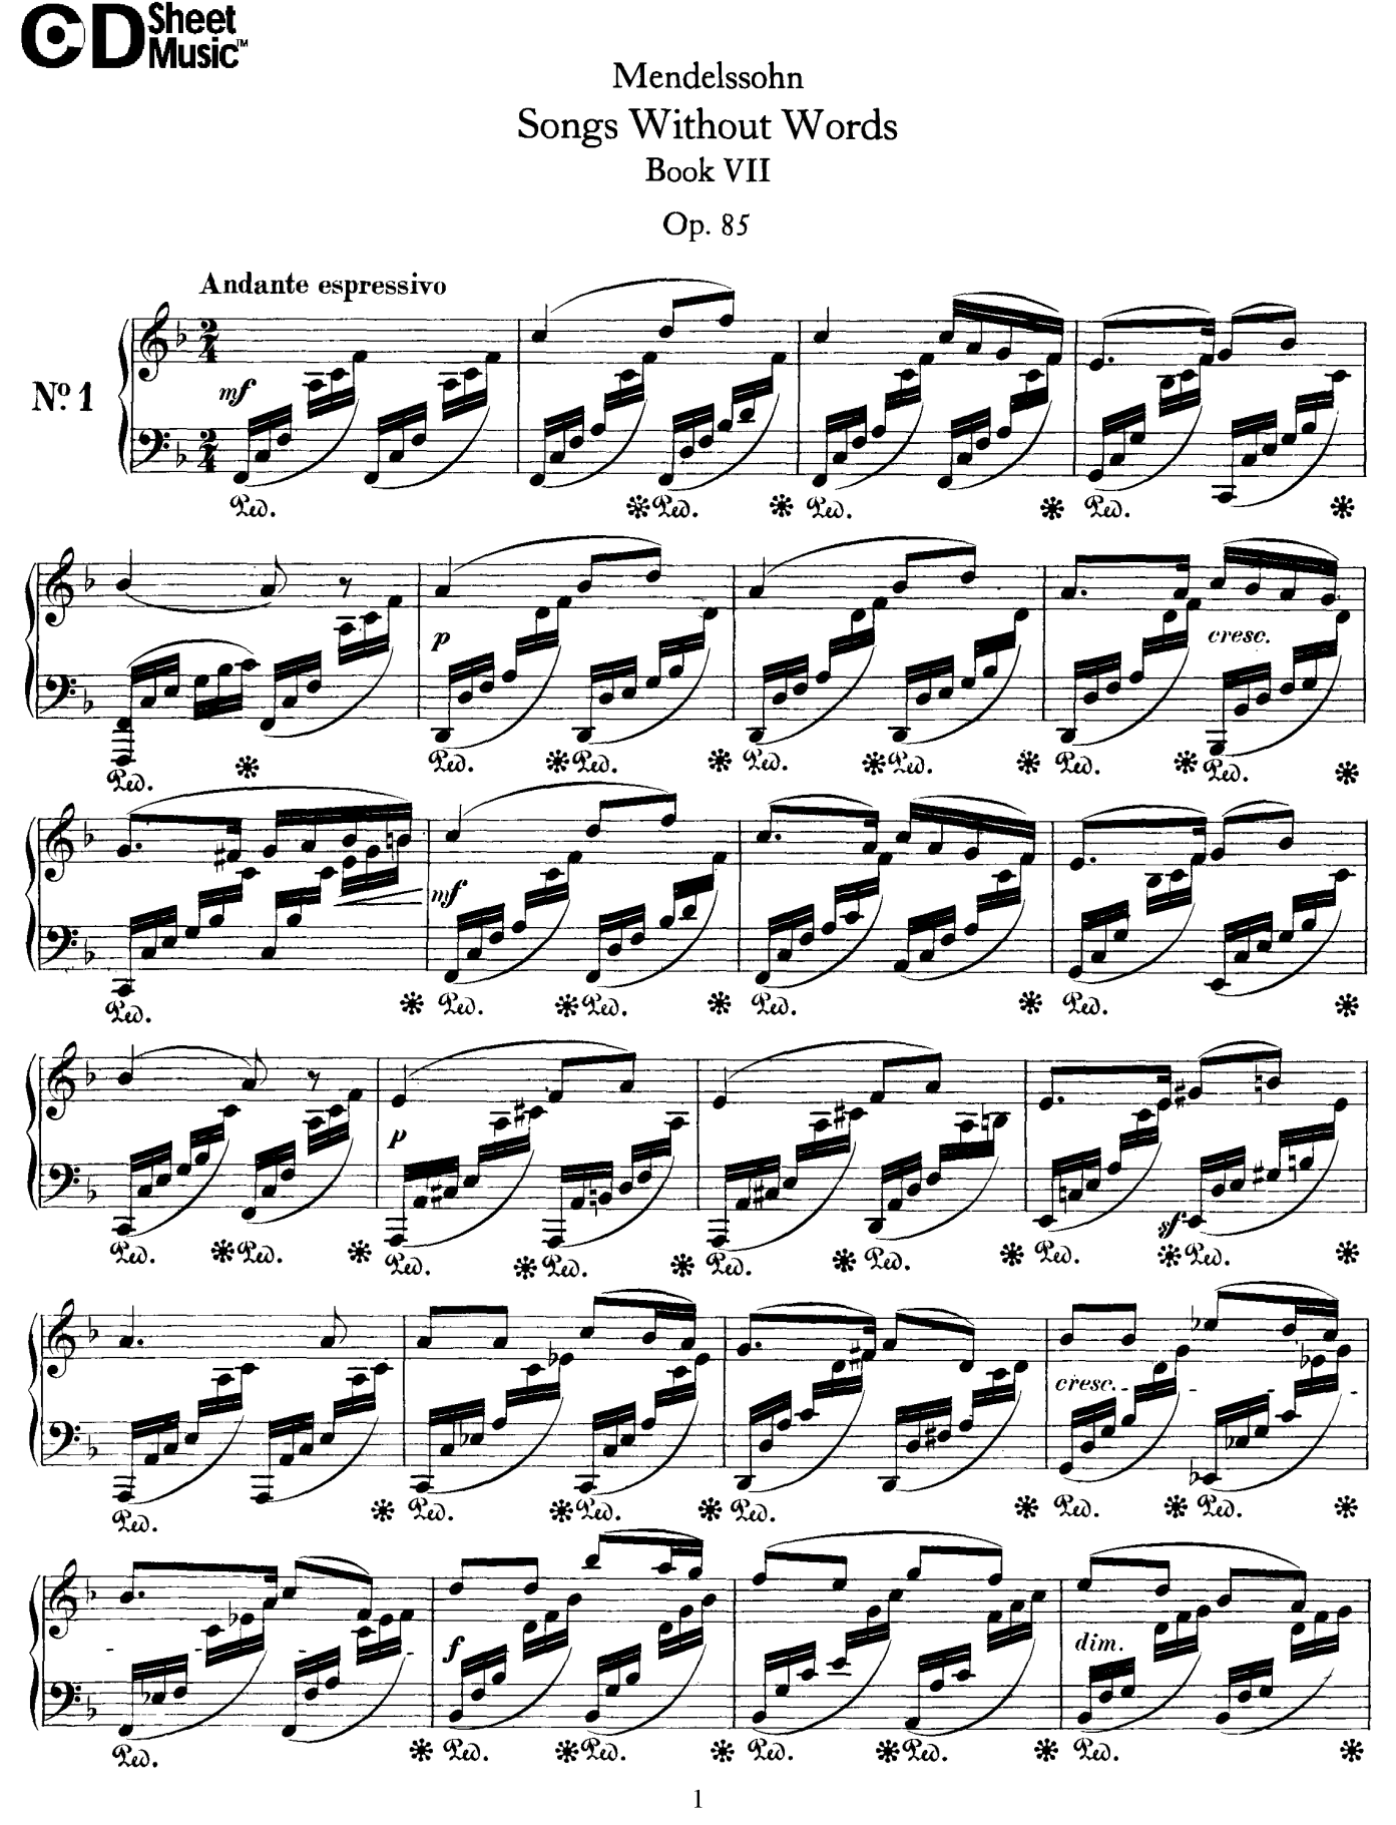 CD Sheet Music™
Mendelssohn
Songs Without Words
Book VII
Op. 85
Andante espressivo
No. 1
2 4
mf
2 4
Ped. Ped. Ped. Ped.
p cresc.
Ped. Ped. Ped. Ped. Ped. Ped. Ped.
mf
Ped. Ped. Ped. Ped. Ped.
p
sf
Ped. Ped. Ped. Ped. Ped. Ped. Ped. Ped.
cresc.
Ped. Ped. Ped. Ped. Ped. Ped.
f dim.
Ped. Ped. Ped. Ped. Ped. Ped.
1